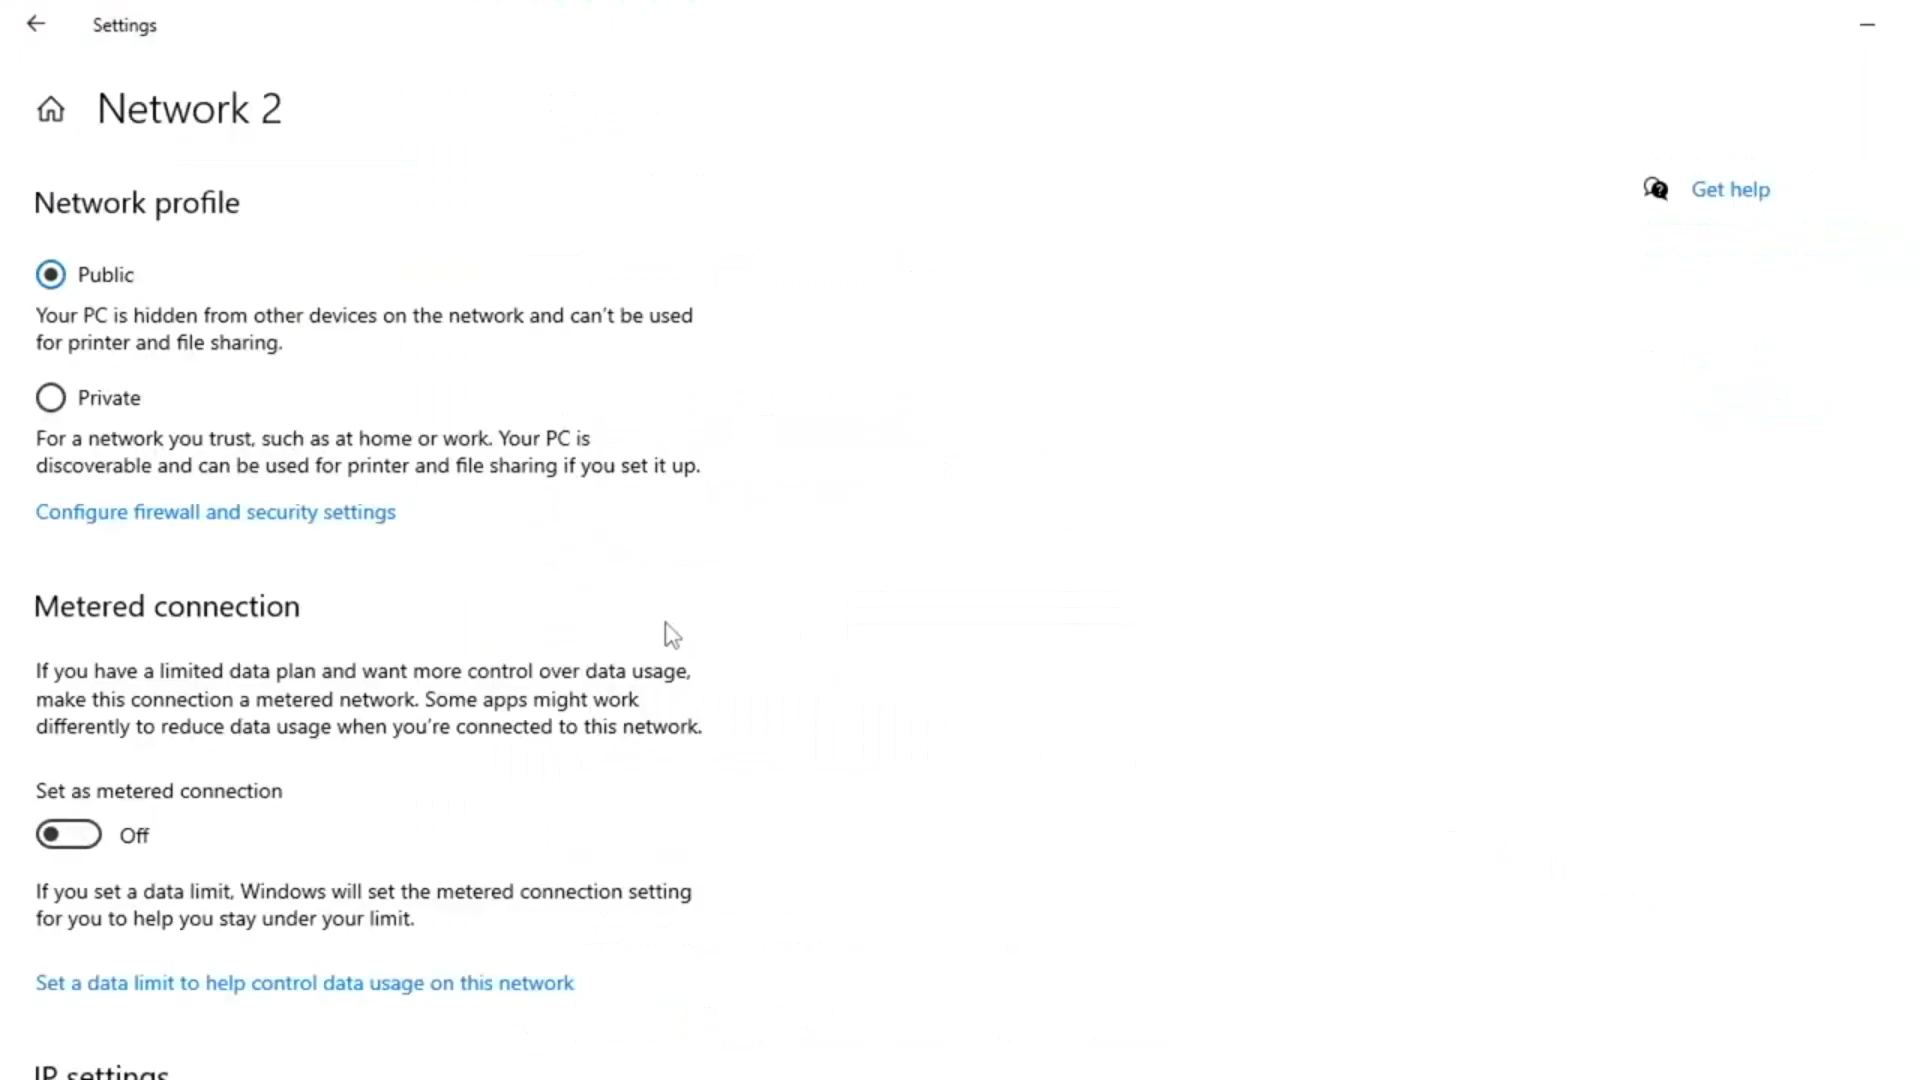 Settings
Network 2
Network profile
Get help
Public
Your PC is hidden from other devices on the network and can't be used
for printer and file sharing.
Private
For a network you trust, such as at home or work. Your PC is
discoverable and can be used for printer and file sharing if you set it up.
Configure firewall and security settings
Metered connection
If you have a limited data plan and want more control over data usage,
make this connection a metered network. Some apps might work
differently to reduce data usage when you're connected to this network.
Set as metered connection
Off
If you set a data limit, Windows will set the metered connection setting
for you to help you stay under your limit.
Set a data limit to help control data usage on this network
IP settings